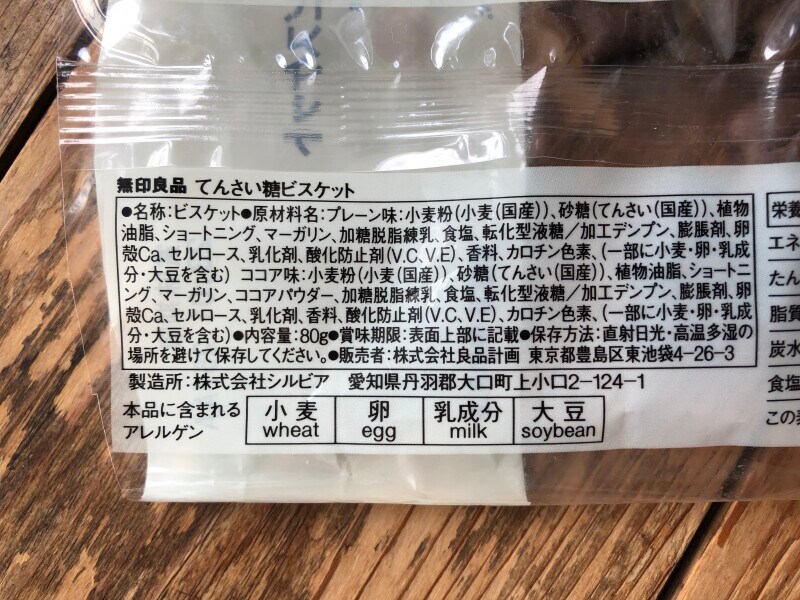 無印良品 てんさい糖ビスケット
●名称:ビスケット●原材料名:プレーン味:小麦粉(小麦(国産))、砂糖(てんさい(国産))、植物
油脂、ショートニング、マーガリン、加糖脱脂練乳、食塩、転化型液糖/加工デンプン、膨脹剤、卵
殻Ca、セルロース、乳化剤、酸化防止剤(V.C、V.E)、香料、カロチン色素、(一部に小麦・卵・乳成
分・大豆を含む) ココア味:小麦粉(小麦(国産))、砂糖(てんさい(国産))、植物油脂、ショートニ
ング、マーガリン、ココアパウダー、加糖脱脂練乳、食塩、転化型液糖/加工デンプン、膨脹剤、卵
殻Ca、セルロース、乳化剤、香料、酸化防止剤(V.C、V.E)、カロチン色素、(一部に小麦・卵・乳成
分・大豆を含む)●内容量:80g●賞味期限:表面上部に記載●保存方法:直射日光・高温多湿の
場所を避けて保存してください。●販売者:株式会社良品計画 東京都豊島区東池袋4-26-3
製造所:株式会社シルビア 愛知県丹羽郡大口町上小口2-124-1
本品に含まれる
アレルゲン
小麦 卵 乳成分 大豆
wheat egg milk soybean
栄養
エネ
たん
脂質
炭水
食塩
この表